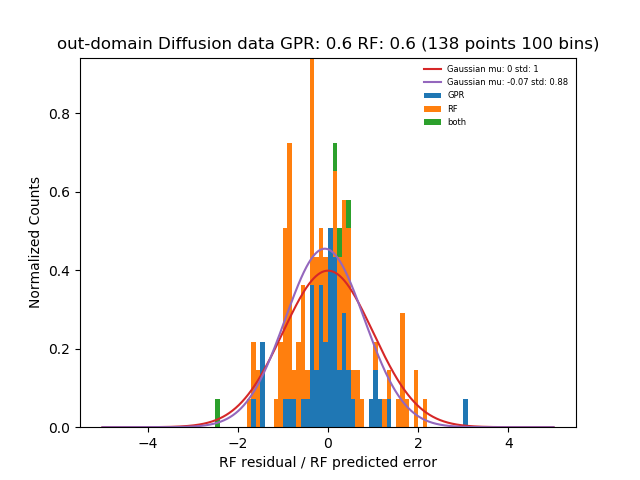 out-domain Diffusion data GPR: 0.6 RF: 0.6 (138 points 100 bins)
Gaussian mu: 0 std: 1
Gaussian mu: -0.07 std: 0.88
GPR
RF
both
Normalized Counts
0.8
0.6
0.4
0.2
0.0
−4 −2 0 2 4
RF residual / RF predicted error